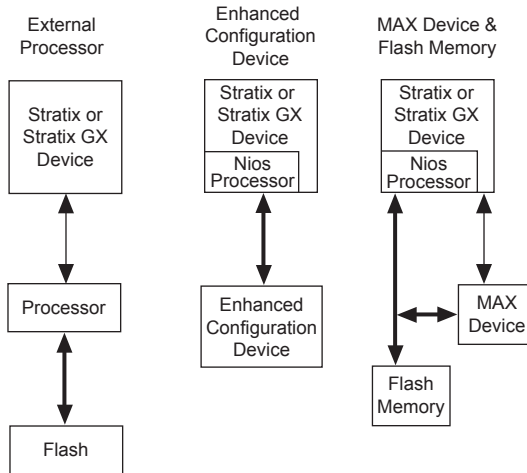 External
Processor
Stratix or
Stratix GX
Device
Processor
Flash
Enhanced
Configuration
Device
Stratix or
Stratix GX
Device
Nios
Processor
Enhanced
Configuration
Device
MAX Device &
Flash Memory
Stratix or
Stratix GX
Device
Nios
Processor
MAX
Device
Flash
Memory